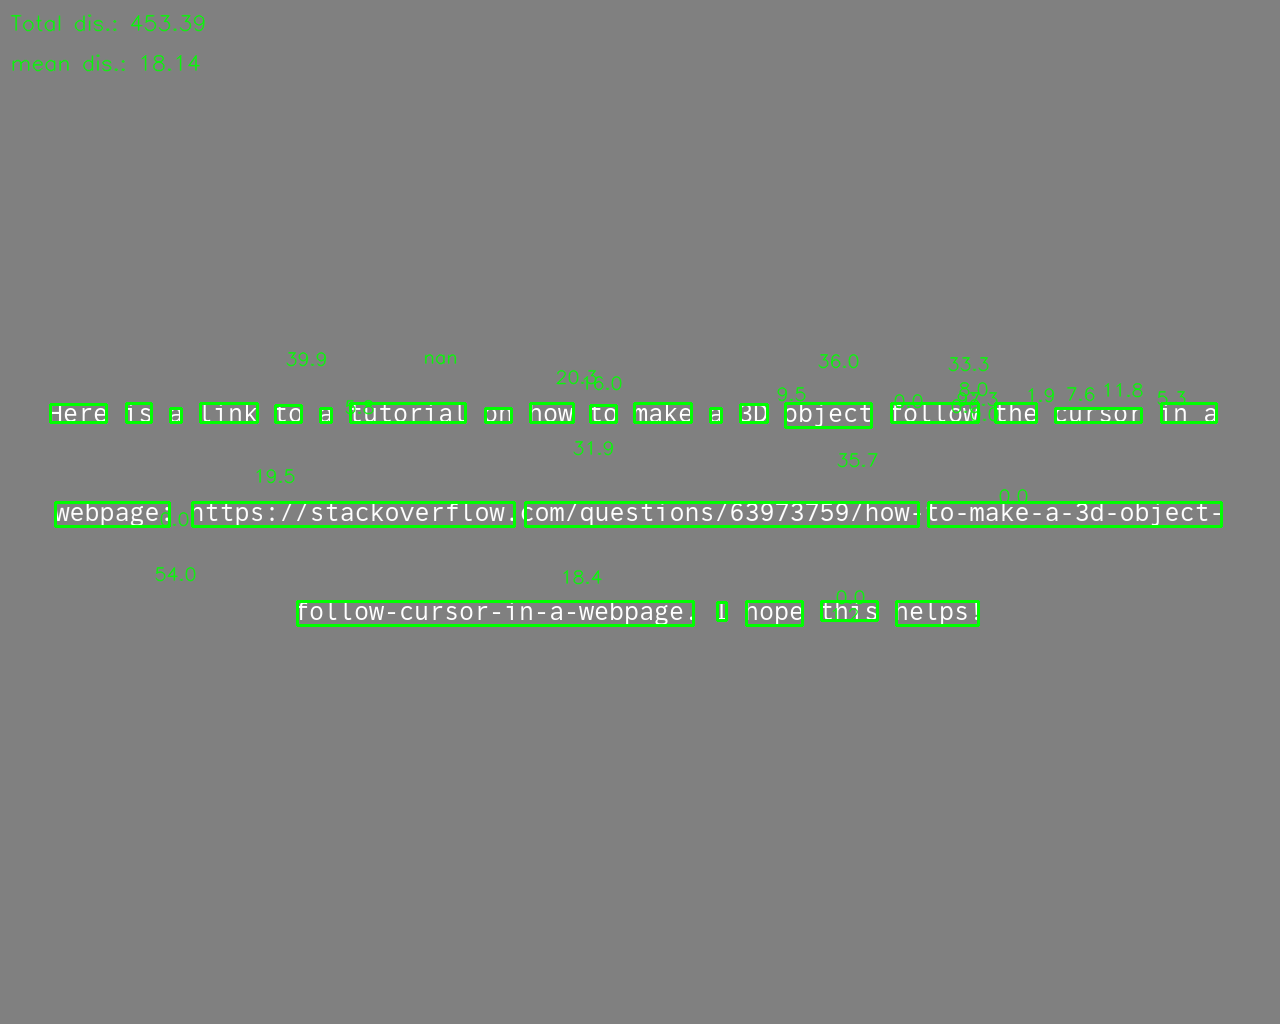 Total dis.: 453.39
mean dis.: 18.14
39.9 nan 20.3 16.0 36.0 33.3
9.5 0.0 8.0 1.9 7.6 11.8 5.3
Here is a link to a tutorial on how to make a 3D object follow the cursor in a
19.5 31.9 35.7
0.0
webpage: https://stackoverflow.com/questions/63973759/how-to-make-a-3d-object-
54.0 18.4
0.0
follow-cursor-in-a-webpage. I hope this helps!